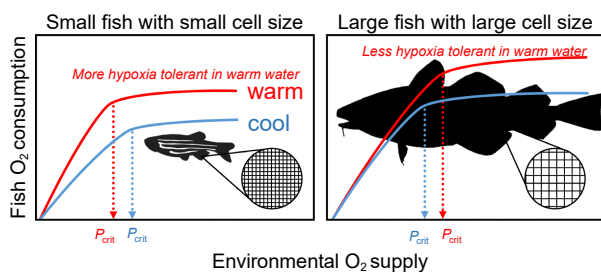 Small fish with small cell size
Large fish with large cell size
More hypoxia tolerant in warm water
warm
cool
Less hypoxia tolerant in warm water
Fish O₂ consumption
Pcrit
Pcrit
Pcrit
Pcrit
Environmental O₂ supply